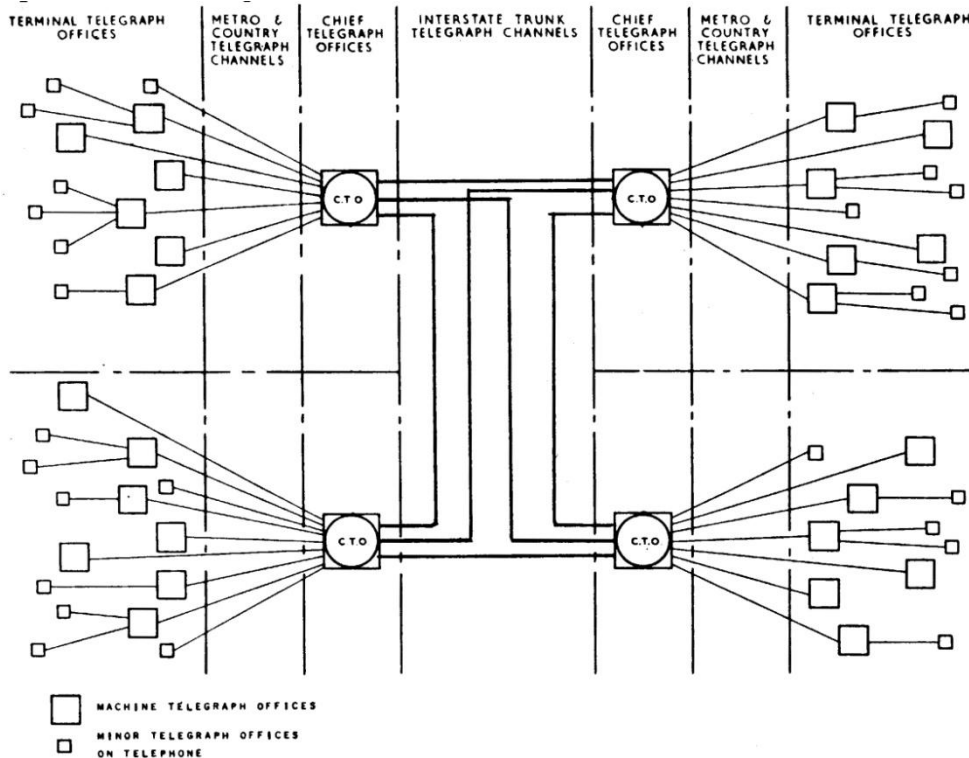 TERMINAL TELEGRAPH
OFFICES
METRO &
COUNTRY
TELEGRAPH
CHANNELS
CHIEF
TELEGRAPH
OFFICES
INTERSTATE TRUNK
TELEGRAPH CHANNELS
CHIEF
TELEGRAPH
OFFICES
METRO &
COUNTRY
TELEGRAPH
CHANNELS
TERMINAL TELEGRAPH
OFFICES
C.T.O
C.T.O
C.T.O
C.T.O
MACHINE TELEGRAPH OFFICES
MINOR TELEGRAPH OFFICES
ON TELEPHONE